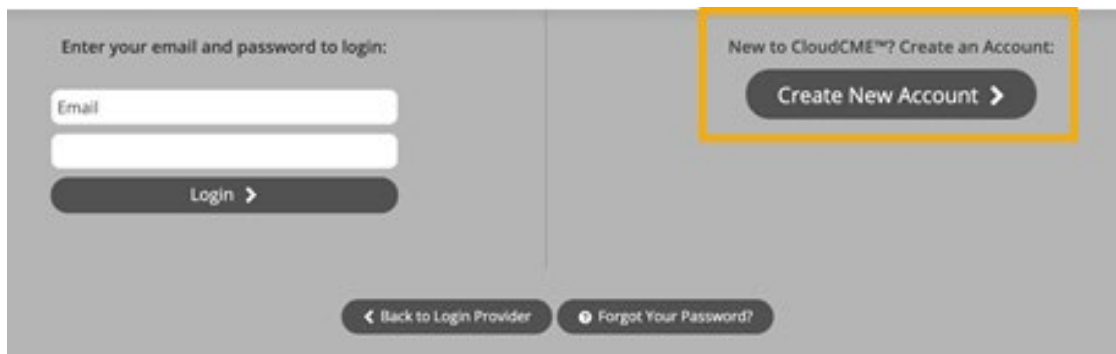 Enter your email and password to login:
Email
Login
New to CloudCME™? Create an Account:
Create New Account
Back to Login Provider
Forgot Your Password?